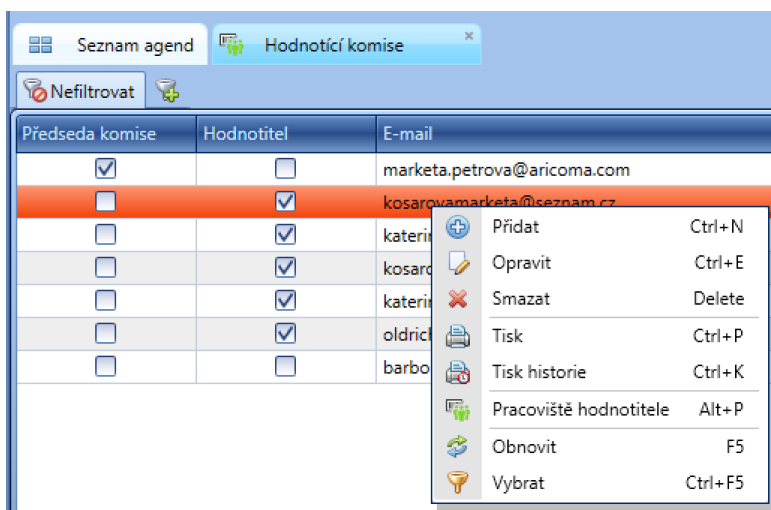 Seznam agend
Hodnotící komise
Nefiltrovat
Předseda komise Hodnotitel E-mail
marketa.petrova@aricoma.com
kosarovamarketa@seznam.cz
Přidat Ctrl+N
Opravit Ctrl+E
Smazat Delete
Tisk Ctrl+P
Tisk historie Ctrl+K
Pracoviště hodnotitele Alt+P
Obnovit F5
Vybrat Ctrl+F5